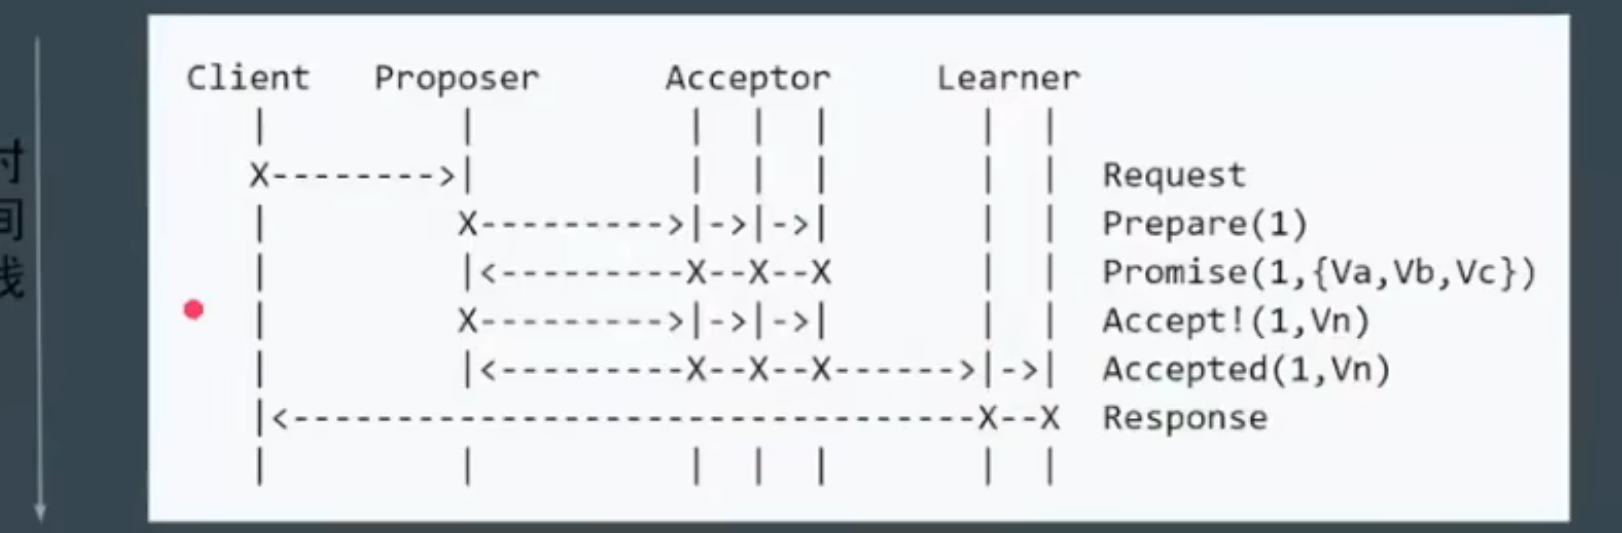 时
间
线
Client Proposer Acceptor Learner
| | | | | | |
X-------->| | | | | | Request
| X--------->|->|->| | | Prepare(1)
| |<---------X--X--X | | Promise(1,{Va,Vb,Vc})
| X--------->|->|->| | | Accept!(1,Vn)
| |<---------X--X--X------>|->| Accepted(1,Vn)
|<---------------------------------X--X Response
| | | | | | |